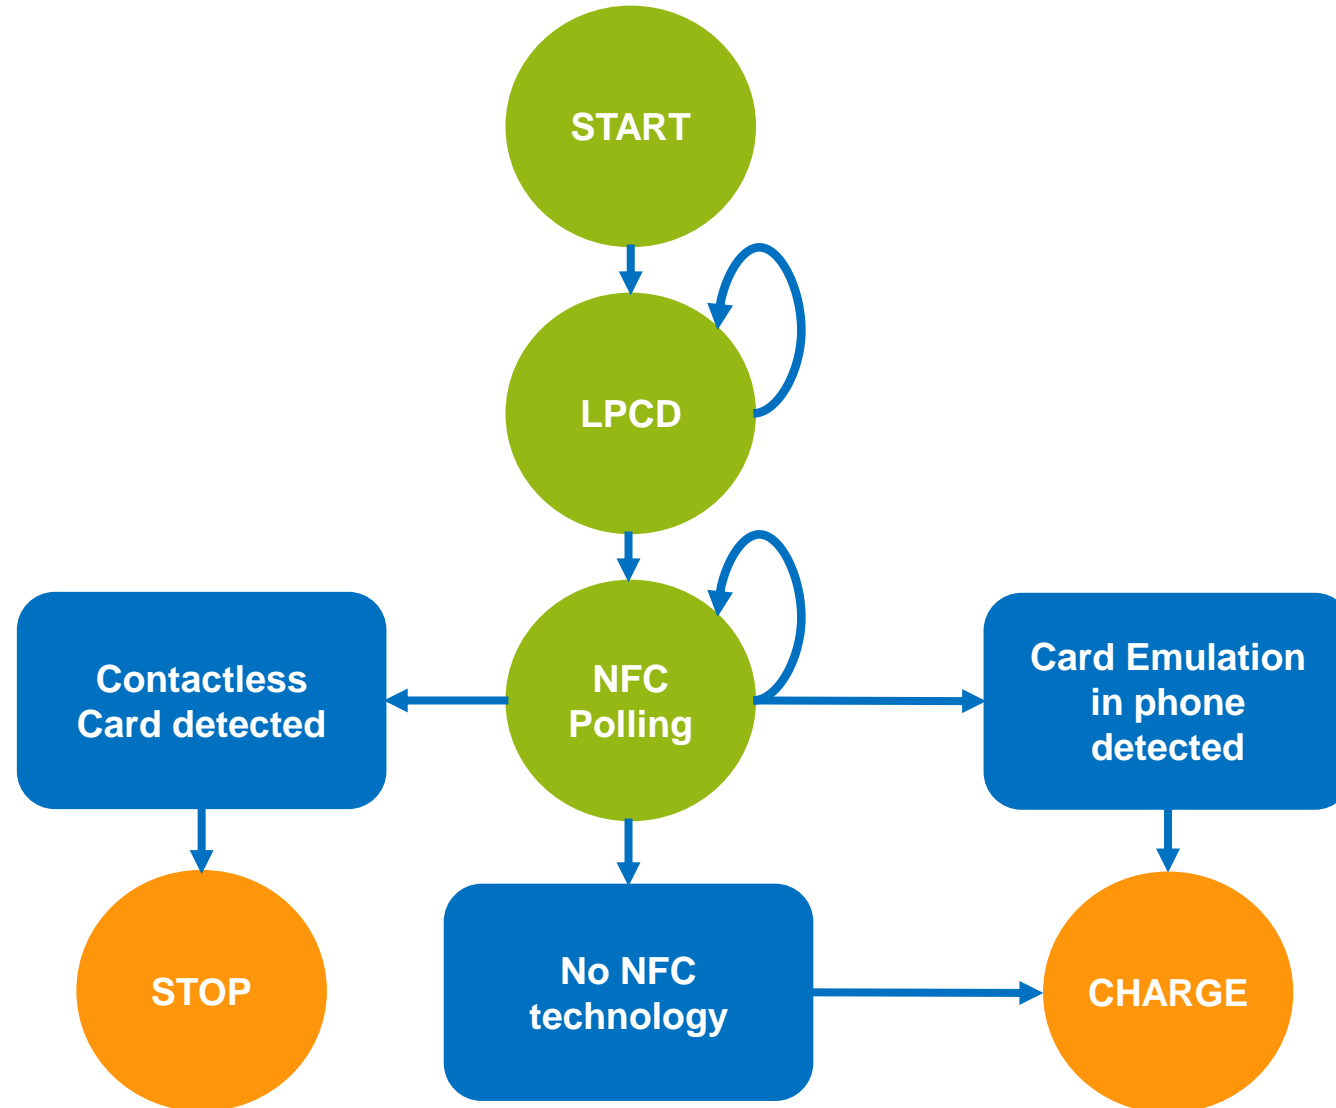 START
LPCD
NFC
Polling
Contactless
Card detected
Card Emulation
in phone
detected
STOP
No NFC
technology
CHARGE